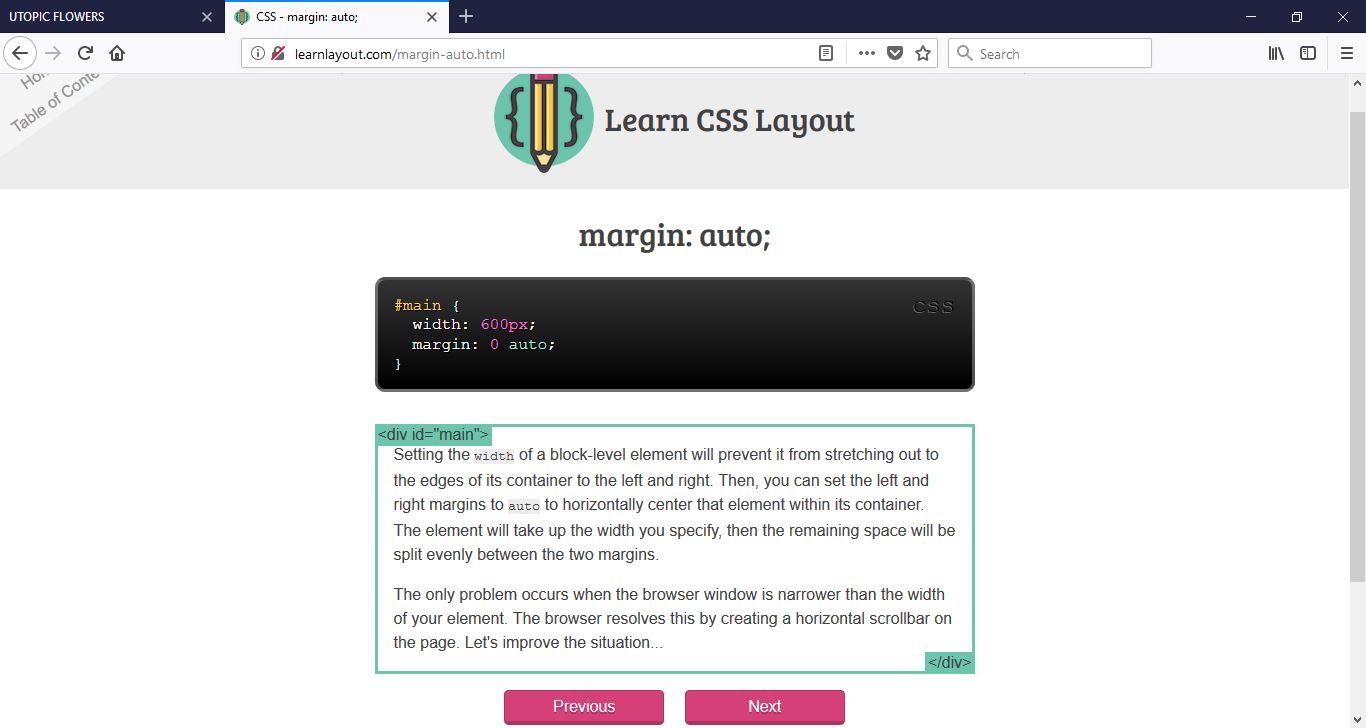 UTOPIC FLOWERS
CSS - margin: auto;
learnlayout.com/margin-auto.html
Search
Table of Conte
{ }
Learn CSS Layout
margin: auto;
CSS
#main {
  width: 600px;
  margin: 0 auto;
}
<div id="main">
Setting the width of a block-level element will prevent it from stretching out to
the edges of its container to the left and right. Then, you can set the left and
right margins to auto to horizontally center that element within its container.
The element will take up the width you specify, then the remaining space will be
split evenly between the two margins.
The only problem occurs when the browser window is narrower than the width
of your element. The browser resolves this by creating a horizontal scrollbar on
the page. Let's improve the situation...
</div>
Previous
Next